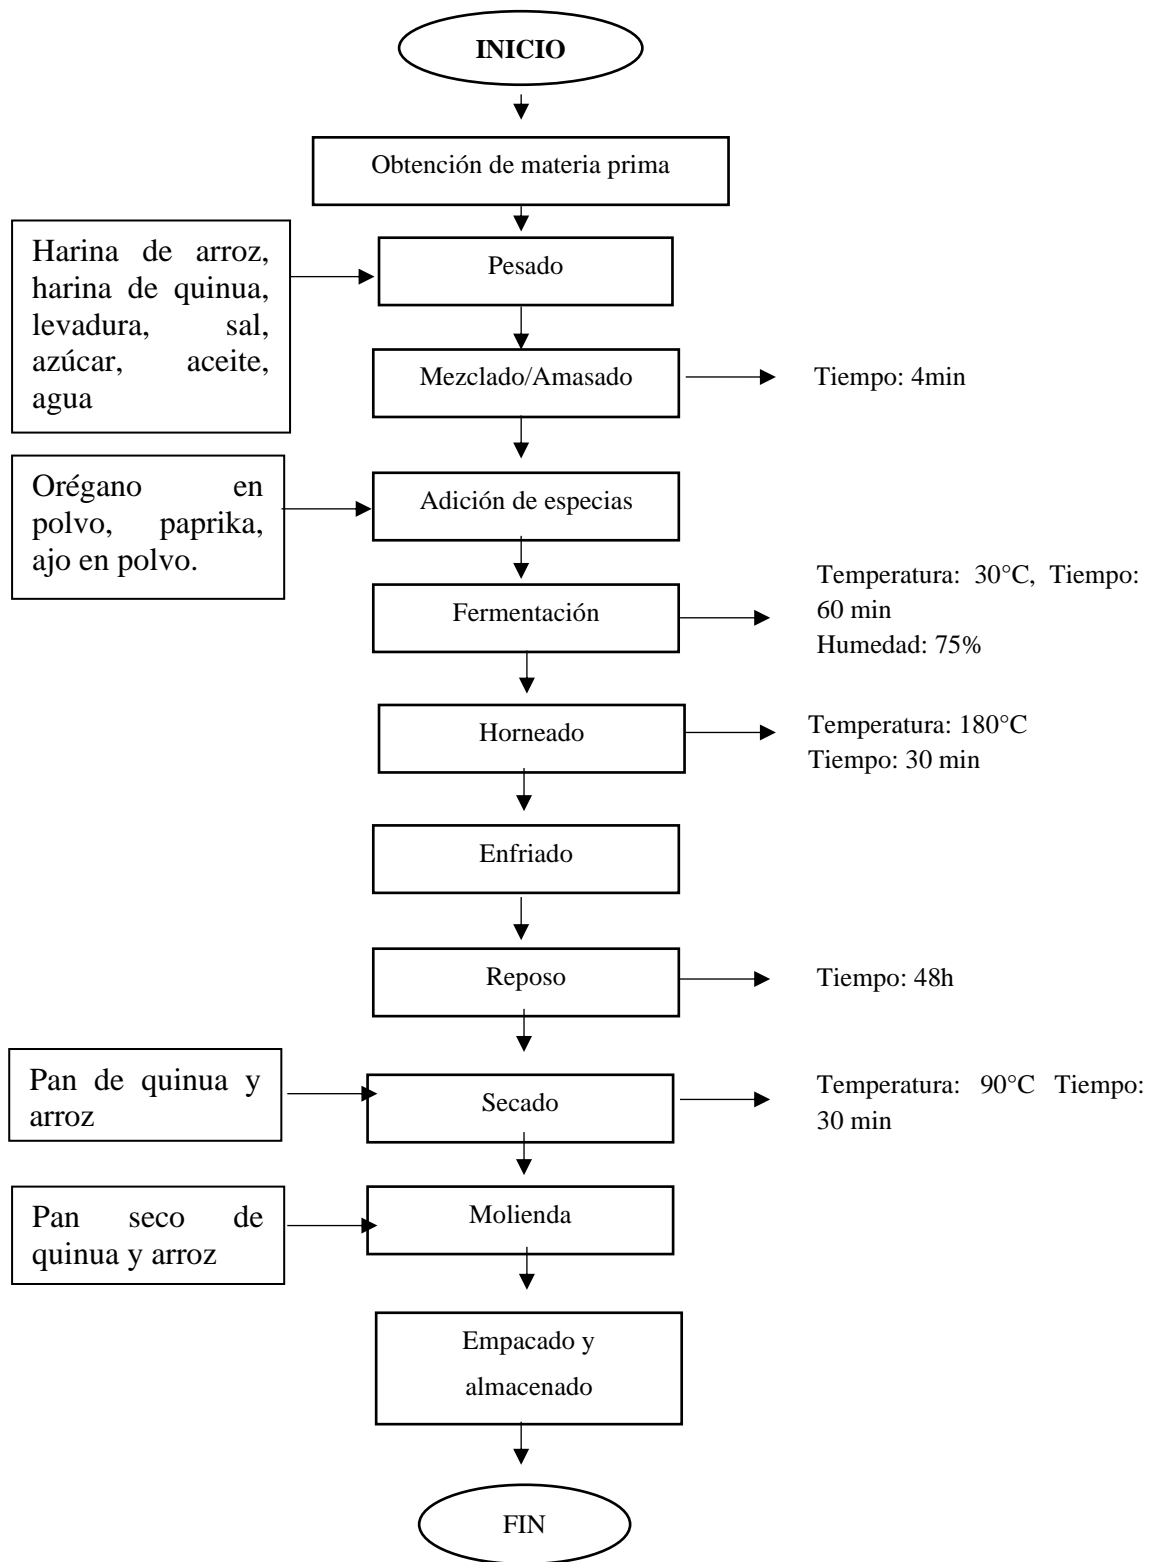 INICIO
Obtención de materia prima
Harina de arroz,
harina de quinua,
levadura, sal,
azúcar, aceite,
agua
Pesado
Mezclado/Amasado
Tiempo: 4min
Orégano en
polvo, paprika,
ajo en polvo.
Adición de especias
Fermentación
Temperatura: 30°C, Tiempo:
60 min
Humedad: 75%
Horneado
Temperatura: 180°C
Tiempo: 30 min
Enfriado
Reposo
Tiempo: 48h
Pan de quinua y
arroz
Secado
Temperatura: 90°C Tiempo:
30 min
Pan seco de
quinua y arroz
Molienda
Empacado y
almacenado
FIN